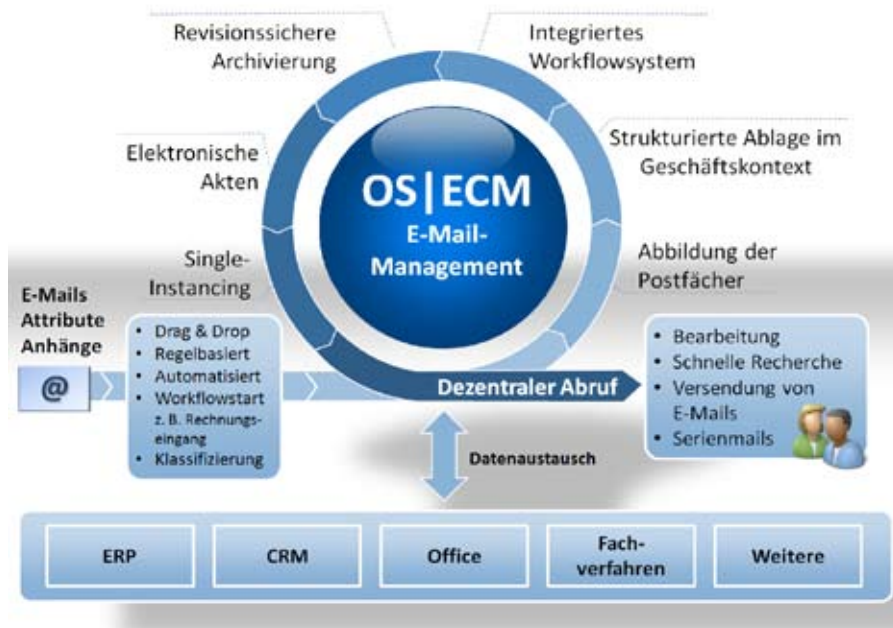 Revisionssichere
Archivierung
Integriertes
Workflowsystem
Elektronische
Akten
Strukturierte Ablage im
Geschäftskontext
OS|ECM
E-Mail-
Management
Single-
Instancing
Abbildung der
Postfächer
E-Mails
Attribute
Anhänge
@
• Drag & Drop
• Regelbasiert
• Automatisiert
• Workflowstart
z. B. Rechnungs-
eingang
• Klassifizierung
Dezentraler Abruf
• Bearbeitung
• Schnelle Recherche
• Versendung von
E-Mails
• Serienmails
Datenaustausch
ERP
CRM
Office
Fach-
verfahren
Weitere